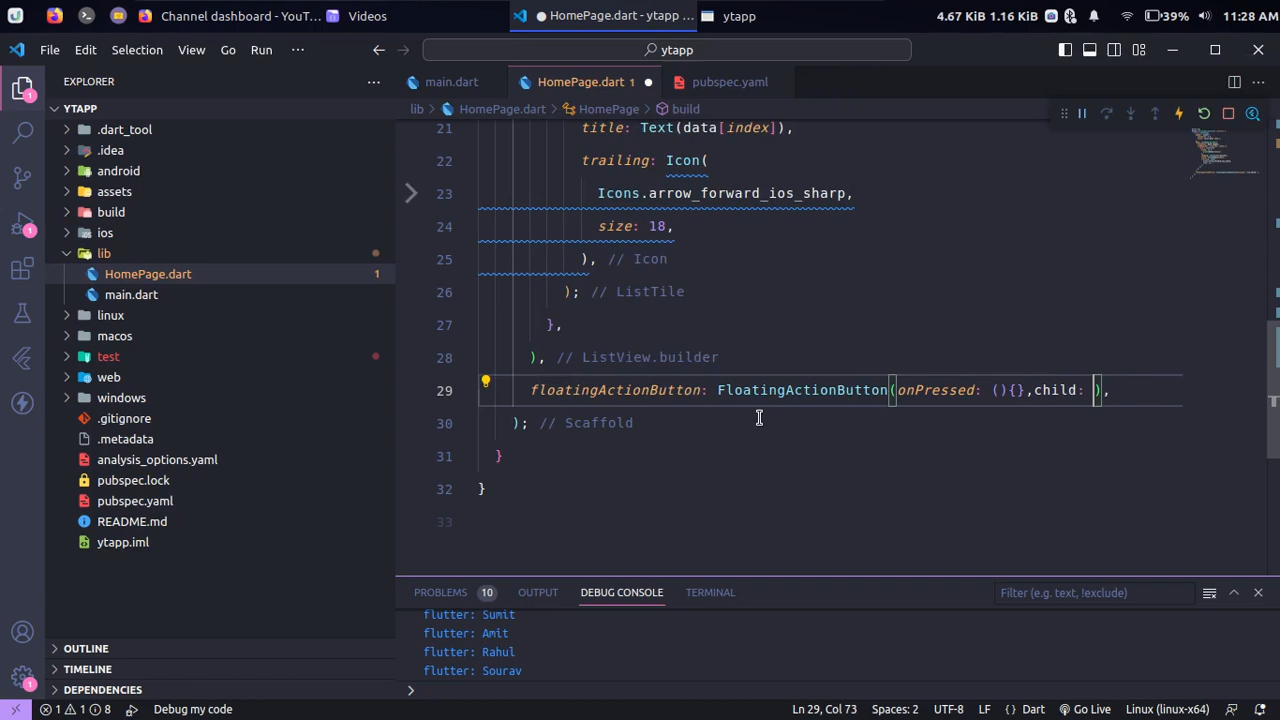 Channel dashboard - YouT...
Videos
HomePage.dart - ytapp ...
ytapp
4.67 KiB 1.16 KiB
39%
11:28 AM
File Edit Selection View Go Run ...
ytapp
EXPLORER
main.dart
HomePage.dart 1
pubspec.yaml
YTAPP
lib > HomePage.dart > HomePage > build
.dart_tool
.idea
android
assets
build
ios
lib
HomePage.dart 1
main.dart
linux
macos
test
web
windows
.gitignore
.metadata
analysis_options.yaml
pubspec.lock
pubspec.yaml
README.md
ytapp.iml
OUTLINE
TIMELINE
DEPENDENCIES
21 title: Text(data[index]),
22 trailing: Icon(
23 Icons.arrow_forward_ios_sharp,
24 size: 18,
25 ), // Icon
26 ); // ListTile
27 },
28 ), // ListView.builder
29 floatingActionButton: FloatingActionButton(onPressed: (){},child: ),
30 ); // Scaffold
31 }
32 }
33
PROBLEMS 10 OUTPUT DEBUG CONSOLE TERMINAL
Filter (e.g. text, !exclude)
flutter: Sumit
flutter: Amit
flutter: Rahul
flutter: Sourav
>
1 1 8 Debug my code
Ln 29, Col 73 Spaces: 2 UTF-8 LF { } Dart Go Live Linux (linux-x64)